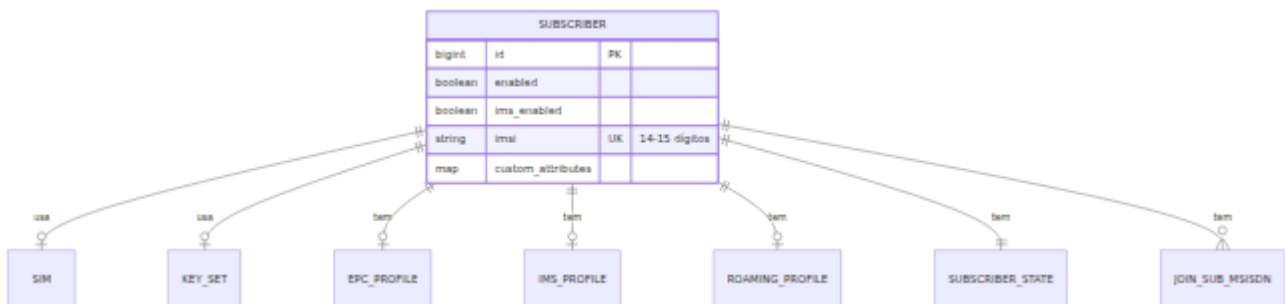 SUBSCRIBER
bigint id PK
boolean enabled
boolean ims_enabled
string imsi UK 14-15 dígitos
map custom_attributes
usa usa tem tem tem tem tem
SIM KEY_SET EPC_PROFILE IMS_PROFILE ROAMING_PROFILE SUBSCRIBER_STATE JOIN_SUB_MSISDN